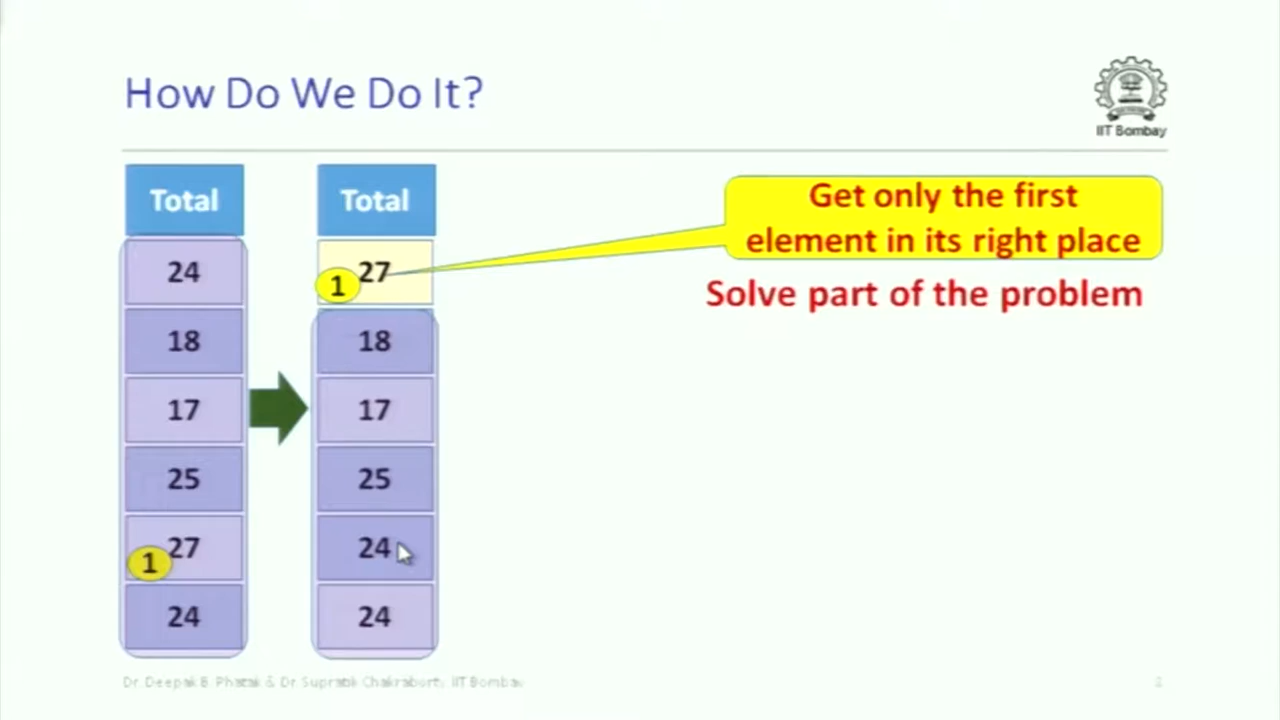 How Do We Do It?
IIT Bombay
Total Total
Get only the first
element in its right place
Solve part of the problem
24 1 27
18 18
17 17
25 25
1 27 24
24 24
Dr. Deepak B. Phatak & Dr. Supratik Chakraborty, IIT Bombay